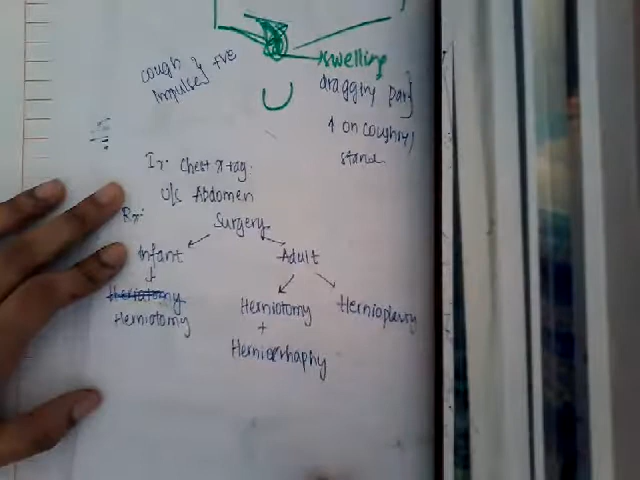 swelling
cough } +ve
impulse
dragging pain }
↑ on coughing /
stance
Ix: Chest X-ray.
U/S Abdomen
Rx:
Surgery
Infant
Adult
Heriotomy
Herniotomy
Herniotomy
+
Herniorrhaphy
Hernioplasty